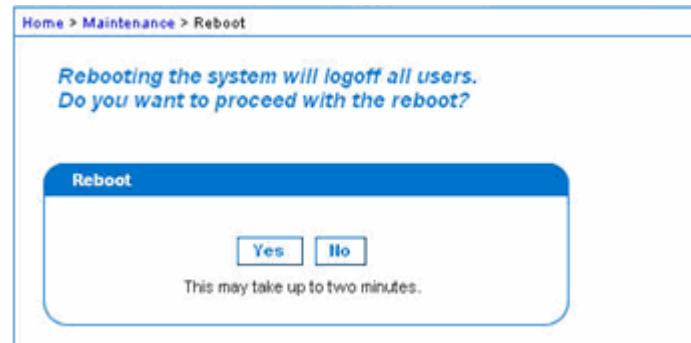 Home > Maintenance > Reboot
Rebooting the system will logoff all users.
Do you want to proceed with the reboot?
Reboot
Yes No
This may take up to two minutes.